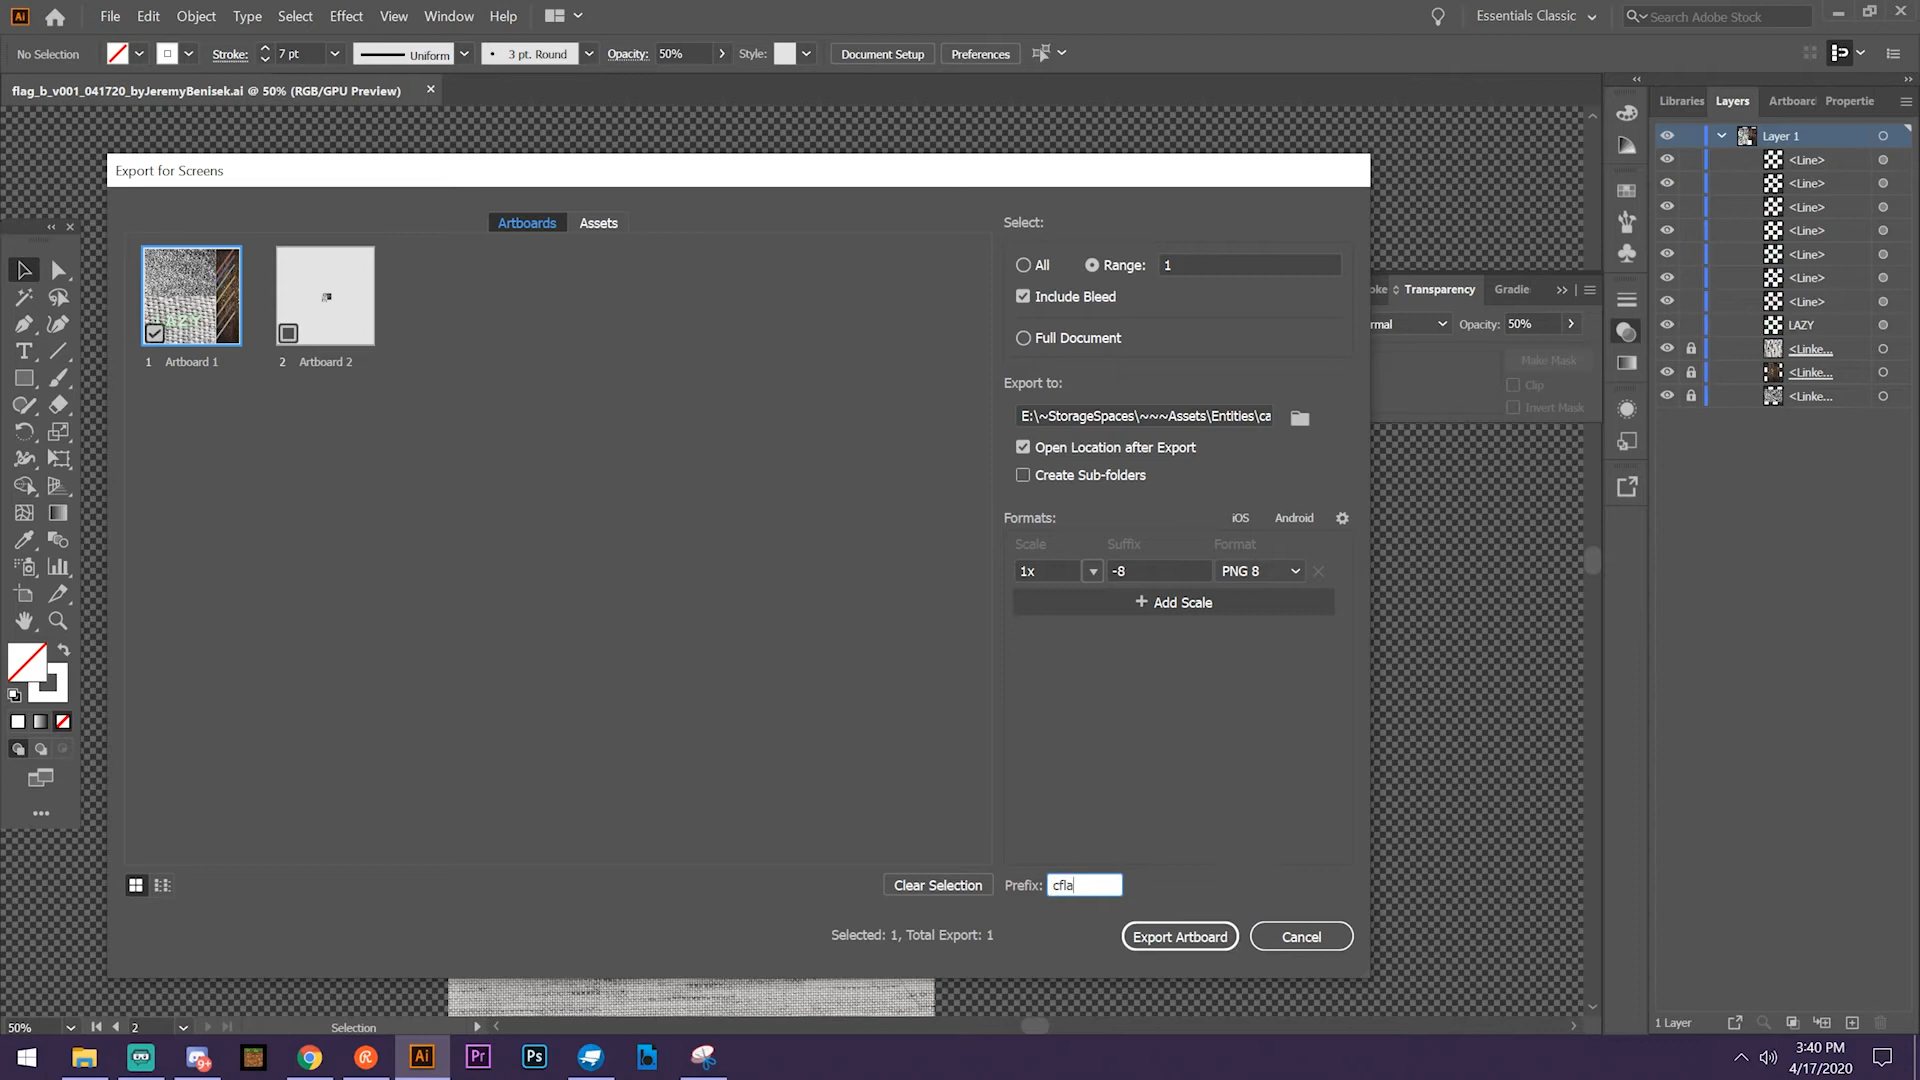 Ai File Edit Object Type Select Effect View Window Help Essentials Classic Search Adobe Stock
No Selection Stroke: 7 pt Uniform 3 pt. Round Opacity: 50% Style: Document Setup Preferences
flag_b_v001_041720_byJeremyBenisek.ai @ 50% (RGB/GPU Preview)
Libraries Layers Artboard Propertie
Layer 1
<Line>
<Line>
<Line>
<Line>
<Line>
<Line>
<Line>
LAZY
<Linke...
<Linke...
<Linke...
Export for Screens
Artboards Assets
1 Artboard 1
2 Artboard 2
Select:
All Range: 1
Include Bleed
Full Document
Export to:
E:\~StorageSpaces\~~~Assets\Entities\ca
Open Location after Export
Create Sub-folders
Formats: iOS Android
Scale Suffix Format
1x -8 PNG 8
+ Add Scale
Clear Selection Prefix: cfla
Selected: 1, Total Export: 1
Export Artboard Cancel
oke Transparency Gradie
rmal Opacity: 50%
Make Mask
Clip
Invert Mask
50% 2 Selection 1 Layer
Ai Pr Ps
3:40 PM
4/17/2020